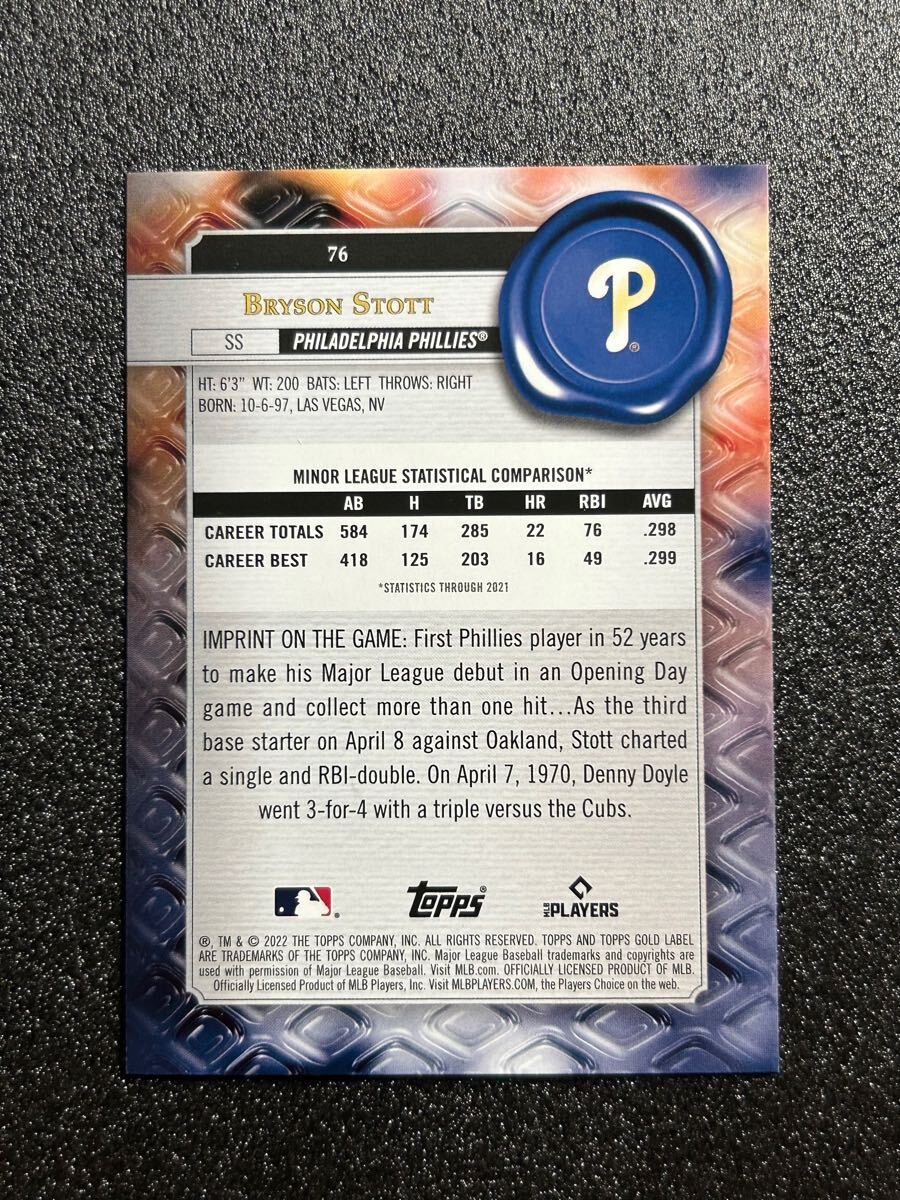 76
BRYSON STOTT
P
®
SS PHILADELPHIA PHILLIES®
HT: 6'3" WT: 200 BATS: LEFT THROWS: RIGHT
BORN: 10-6-97, LAS VEGAS, NV
MINOR LEAGUE STATISTICAL COMPARISON*
AB H TB HR RBI AVG
CAREER TOTALS 584 174 285 22 76 .298
CAREER BEST 418 125 203 16 49 .299
*STATISTICS THROUGH 2021
IMPRINT ON THE GAME: First Phillies player in 52 years
to make his Major League debut in an Opening Day
game and collect more than one hit...As the third
base starter on April 8 against Oakland, Stott charted
a single and RBI-double. On April 7, 1970, Denny Doyle
went 3-for-4 with a triple versus the Cubs.
® topps® MLB PLAYERS
®, TM & © 2022 THE TOPPS COMPANY, INC. ALL RIGHTS RESERVED. TOPPS AND TOPPS GOLD LABEL
ARE TRADEMARKS OF THE TOPPS COMPANY, INC. Major League Baseball trademarks and copyrights are
used with permission of Major League Baseball. Visit MLB.com. OFFICIALLY LICENSED PRODUCT OF MLB.
Officially Licensed Product of MLB Players, Inc. Visit MLBPLAYERS.COM, the Players Choice on the web.